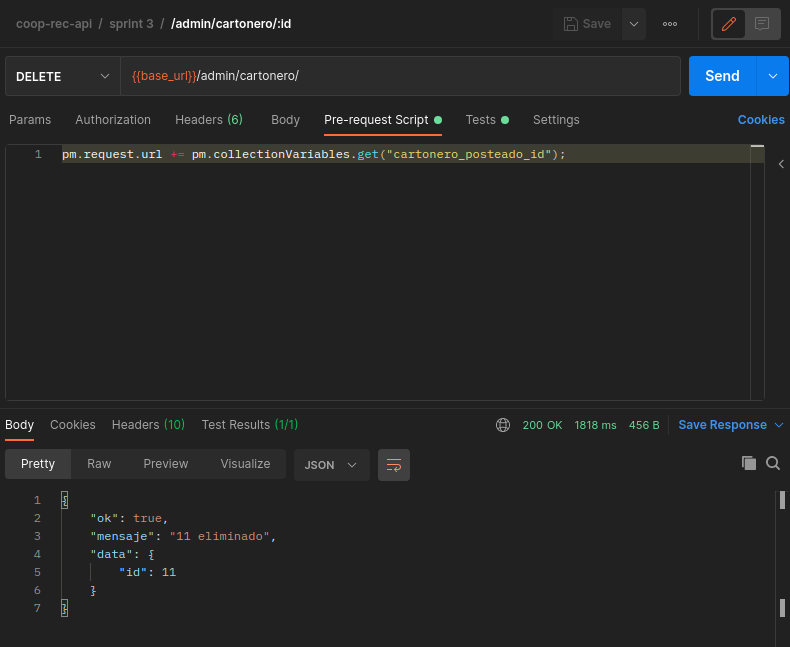 coop-rec-api / sprint 3 / /admin/cartonero/:id
Save
DELETE
{{base_url}}/admin/cartonero/
Send
Params Authorization Headers (6) Body Pre-request Script Tests Settings Cookies
1 pm.request.url += pm.collectionVariables.get("cartonero_posteado_id");
Body Cookies Headers (10) Test Results (1/1) 200 OK 1818 ms 456 B Save Response
Pretty Raw Preview Visualize JSON
1 {
2 "ok": true,
3 "mensaje": "11 eliminado",
4 "data": {
5 "id": 11
6 }
7 }